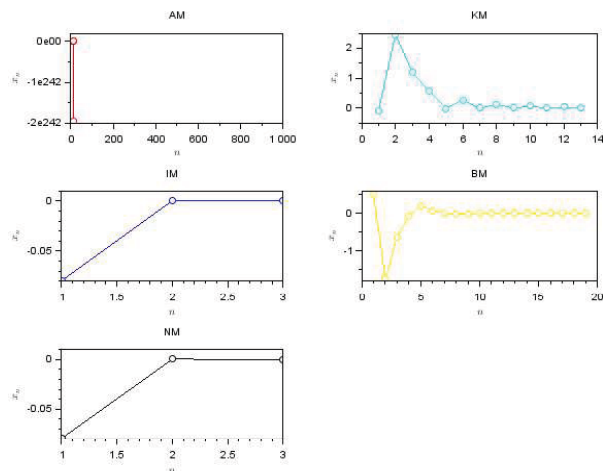 AM
KM
0e00
-1e242
-2e242
x_n
0 200 400 600 800 1 000
n
2
1
0
x_n
0 2 4 6 8 10 12 14
n
IM
BM
0
-0.05
x_n
1 1.5 2 2.5 3
n
0
-1
x_n
0 5 10 15 20
n
NM
0
-0.05
x_n
1 1.5 2 2.5 3
n